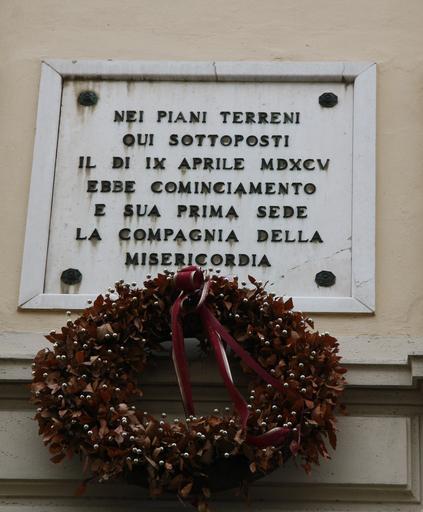 NEI PIANI TERRENI
QUI SOTTOPOSTI
IL DI IX APRILE MDXCV
EBBE COMINCIAMENTO
E SUA PRIMA SEDE
LA COMPAGNIA DELLA
MISERICORDIA